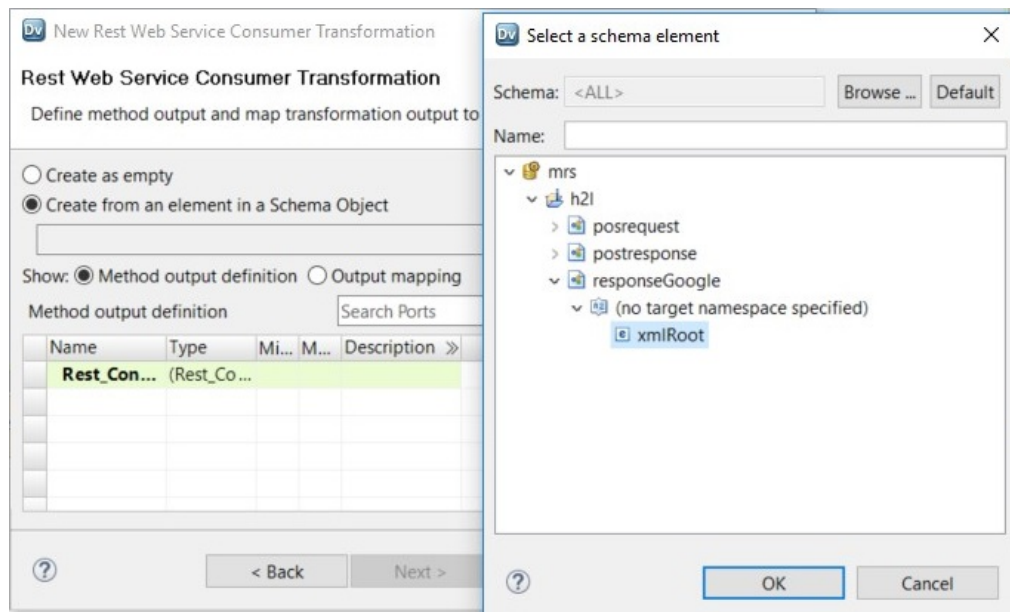 Dv New Rest Web Service Consumer Transformation
Rest Web Service Consumer Transformation
Define method output and map transformation output to
Create as empty
Create from an element in a Schema Object
Show: Method output definition Output mapping
Method output definition Search Ports
Name Type Mi... M... Description »
Rest_Con... (Rest_Co...
? < Back Next >
Dv Select a schema element
Schema: <ALL> Browse ... Default
Name:
mrs
h2l
posrequest
postresponse
responseGoogle
(no target namespace specified)
e xmlRoot
? OK Cancel